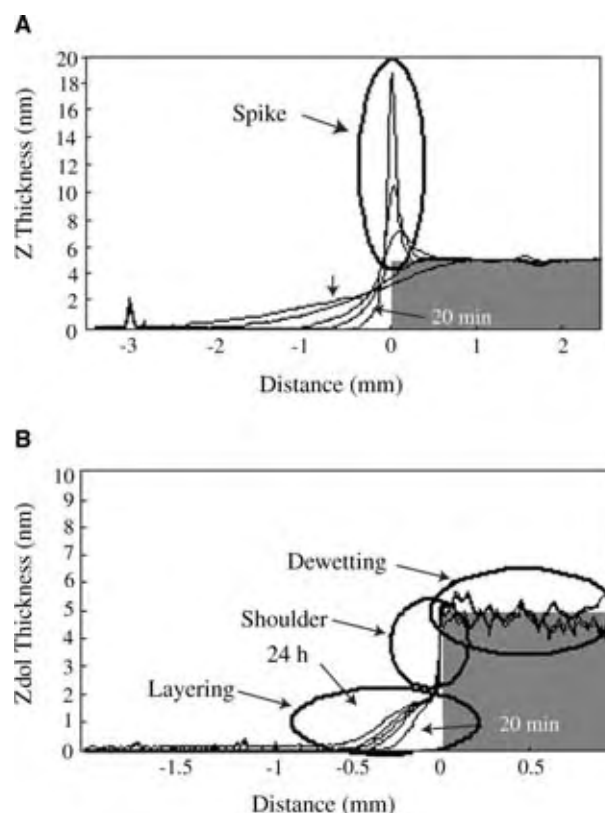 A
Z Thickness (nm)
20
18
16
14
12
10
8
6
4
2
0
Spike
20 min
-3
-2
-1
0
1
2
Distance (mm)
B
Zdol Thickness (nm)
10
9
8
7
6
5
4
3
2
1
0
Dewetting
Shoulder
24 h
Layering
20 min
-1.5
-1
-0.5
0
0.5
Distance (mm)